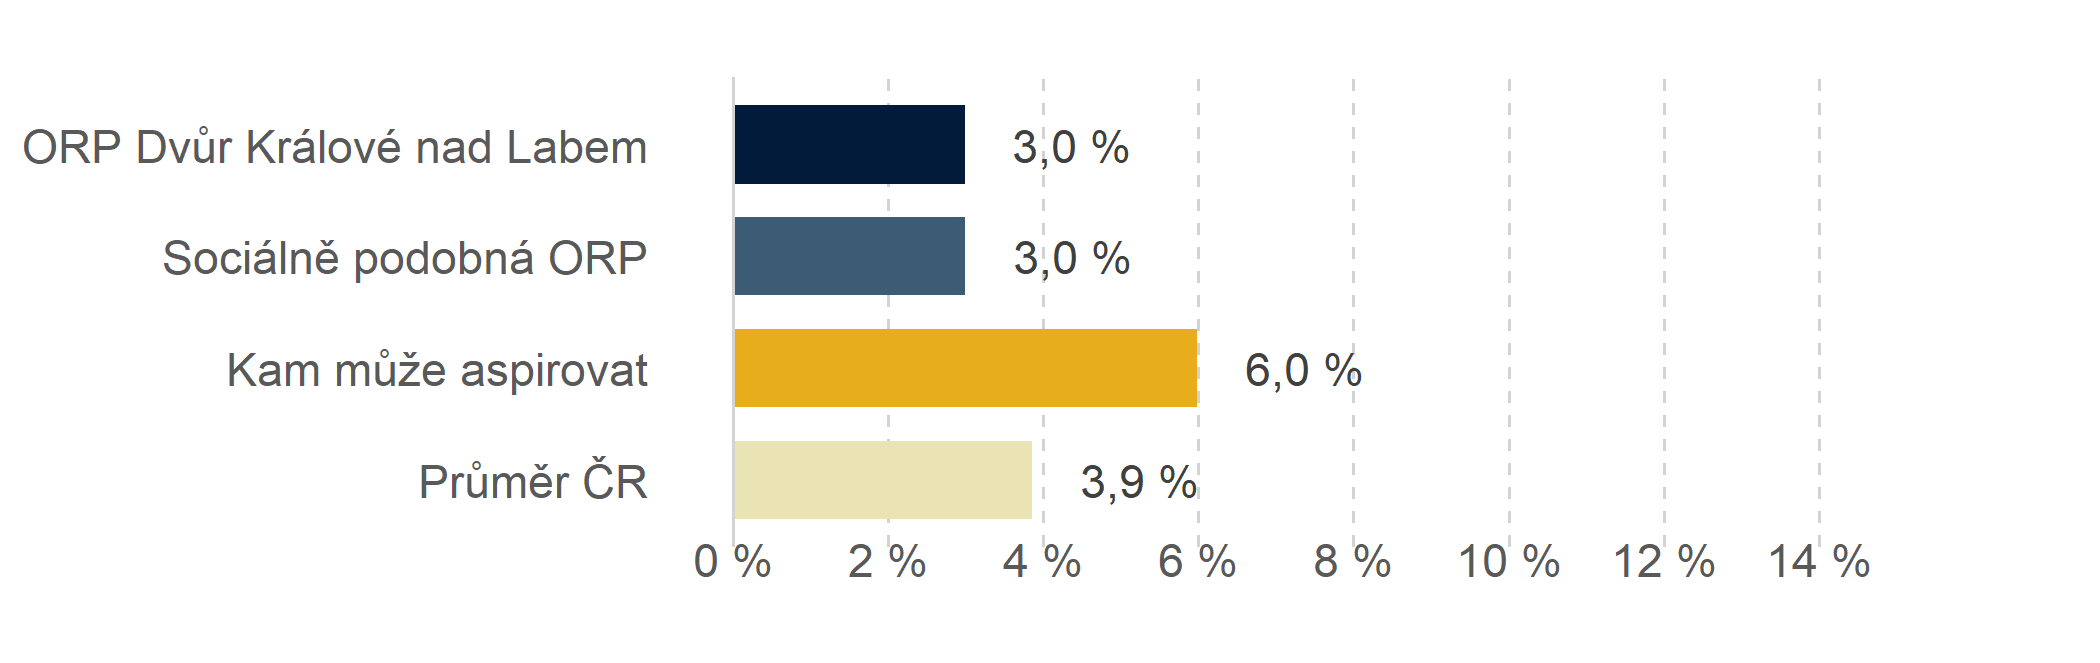 ORP Dvůr Králové nad Labem
3,0 %
Sociálně podobná ORP
3,0 %
Kam může aspirovat
6,0 %
Průměr ČR
3,9 %
0 % 2 % 4 % 6 % 8 % 10 % 12 % 14 %